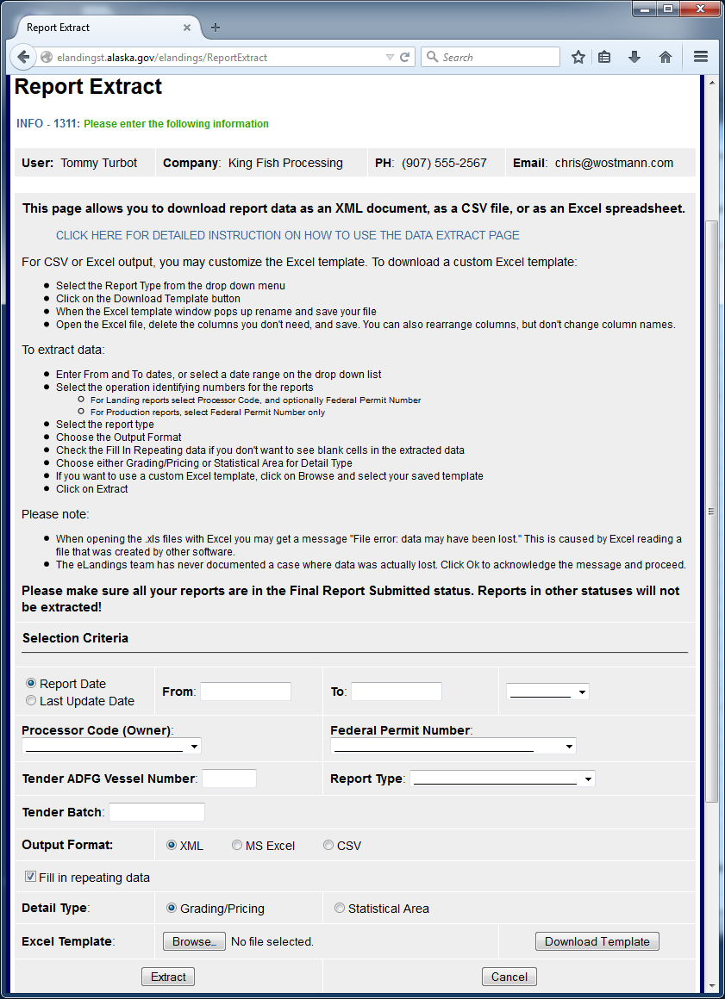 Report Extract
elandingst.alaska.gov/elandings/ReportExtract
Search
Report Extract
INFO - 1311: Please enter the following information
User: Tommy Turbot Company: King Fish Processing PH: (907) 555-2567 Email: chris@wostmann.com
This page allows you to download report data as an XML document, as a CSV file, or as an Excel spreadsheet.
CLICK HERE FOR DETAILED INSTRUCTION ON HOW TO USE THE DATA EXTRACT PAGE
For CSV or Excel output, you may customize the Excel template. To download a custom Excel template:
Select the Report Type from the drop down menu
Click on the Download Template button
When the Excel template window pops up rename and save your file
Open the Excel file, delete the columns you don't need, and save. You can also rearrange columns, but don't change column names.
To extract data:
Enter From and To dates, or select a date range on the drop down list
Select the operation identifying numbers for the reports
For Landing reports select Processor Code, and optionally Federal Permit Number
For Production reports, select Federal Permit Number only
Select the report type
Choose the Output Format
Check the Fill In Repeating data if you don't want to see blank cells in the extracted data
Choose either Grading/Pricing or Statistical Area for Detail Type
If you want to use a custom Excel template, click on Browse and select your saved template
Click on Extract
Please note:
When opening the .xls files with Excel you may get a message "File error: data may have been lost." This is caused by Excel reading a
file that was created by other software.
The eLandings team has never documented a case where data was actually lost. Click Ok to acknowledge the message and proceed.
Please make sure all your reports are in the Final Report Submitted status. Reports in other statuses will not
be extracted!
Selection Criteria
Report Date
Last Update Date
From: To:
Processor Code (Owner): Federal Permit Number:
Tender ADFG Vessel Number: Report Type:
Tender Batch:
Output Format: XML MS Excel CSV
Fill in repeating data
Detail Type: Grading/Pricing Statistical Area
Excel Template: Browse... No file selected. Download Template
Extract Cancel